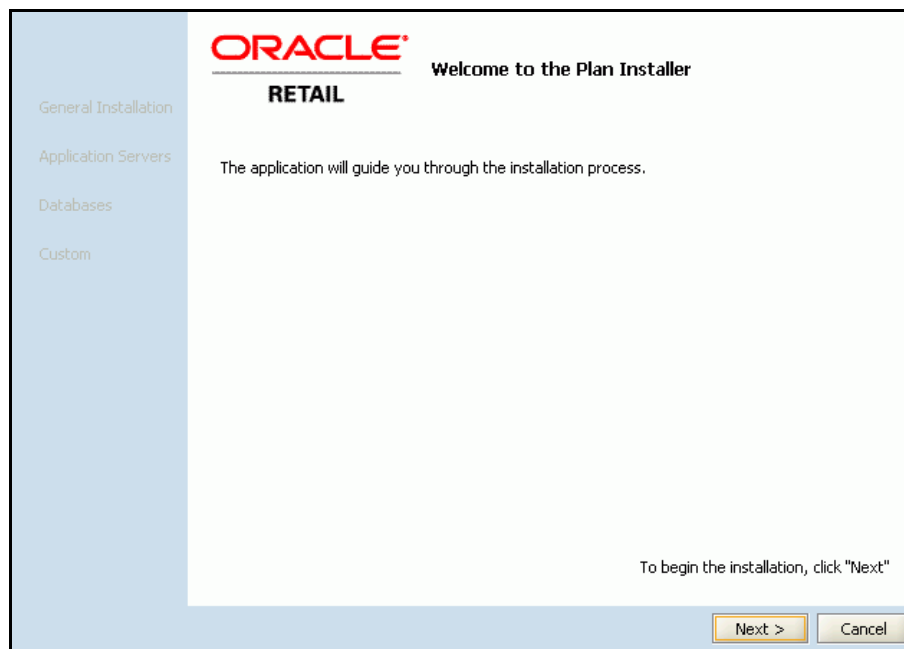 ORACLE®
RETAIL
Welcome to the Plan Installer
General Installation
Application Servers
Databases
Custom
The application will guide you through the installation process.
To begin the installation, click "Next"
Next >
Cancel